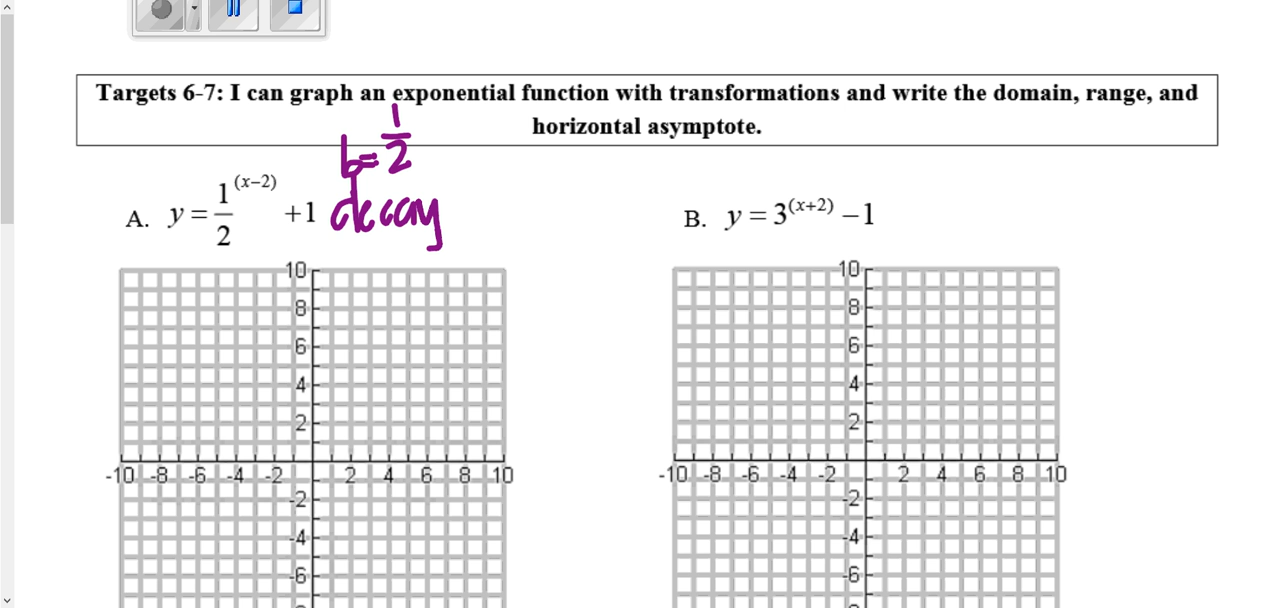 Targets 6-7: I can graph an exponential function with transformations and write the domain, range, and
horizontal asymptote.
b=1/2
decay
A. y = 1/2^(x−2) +1
B. y = 3^(x+2) −1
10
8
6
4
2
-10 -8 -6 -4 -2 2 4 6 8 10
-2
-4
-6
10
8
6
4
2
-10 -8 -6 -4 -2 2 4 6 8 10
-2
-4
-6